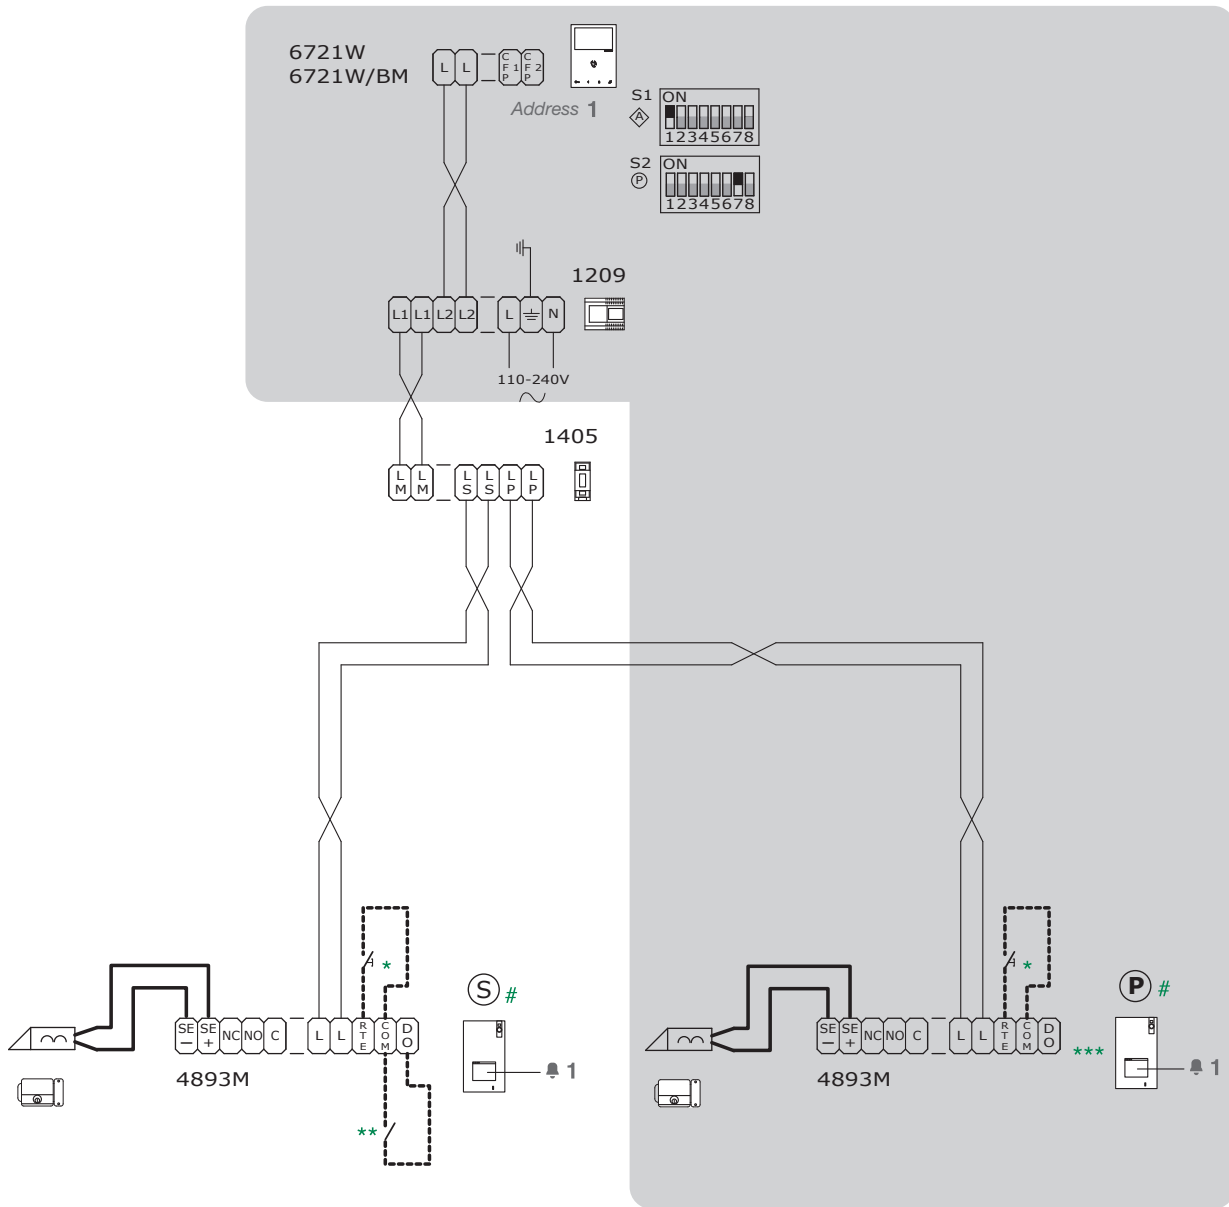 6721W
6721W/BM
L L CFP1 CFP2
Address 1
S1 ON
A
12345678
S2 ON
P
12345678
1209
L1 L1 L2 L2 L N
110-240V
1405
LM LM LS LS LP LP
*
S #
SE – SE + NC NO C L L RTE COM DO
4893M
1
**
*
P #
SE – SE + NC NO C L L RTE COM DO
***
4893M
1